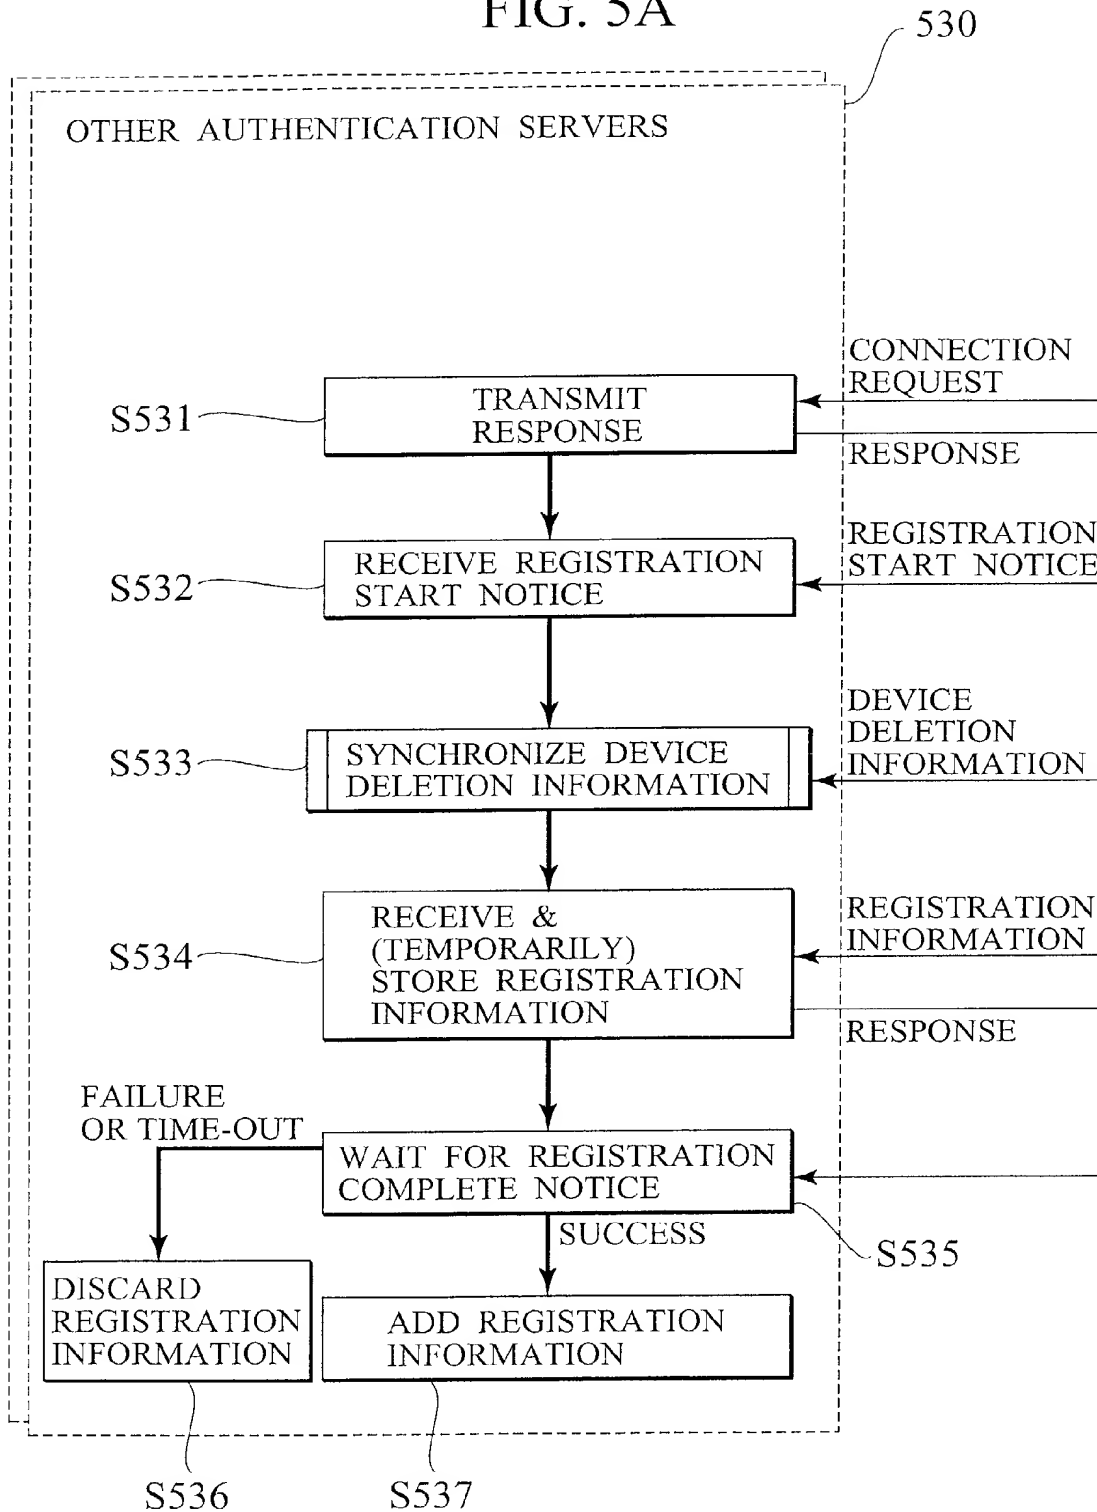 FIG. 5A
530
OTHER AUTHENTICATION SERVERS
CONNECTION
REQUEST
S531
TRANSMIT
RESPONSE
RESPONSE
REGISTRATION
START NOTICE
S532
RECEIVE REGISTRATION
START NOTICE
DEVICE
DELETION
INFORMATION
S533
SYNCHRONIZE DEVICE
DELETION INFORMATION
REGISTRATION
INFORMATION
S534
RECEIVE &
(TEMPORARILY)
STORE REGISTRATION
INFORMATION
RESPONSE
FAILURE
OR TIME-OUT
WAIT FOR REGISTRATION
COMPLETE NOTICE
SUCCESS
S535
DISCARD
REGISTRATION
INFORMATION
ADD REGISTRATION
INFORMATION
S536
S537